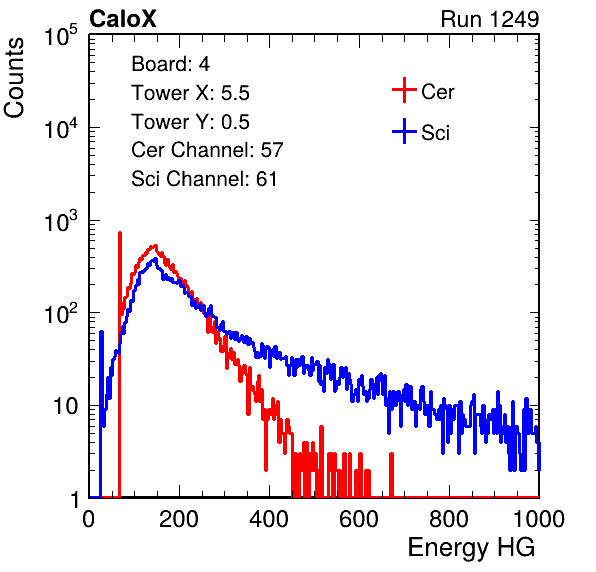 CaloX Run 1249
Counts
10^5
10^4
10^3
10^2
10
1
Board: 4
Tower X: 5.5
Tower Y: 0.5
Cer Channel: 57
Sci Channel: 61
Cer
Sci
0 200 400 600 800 1000
Energy HG